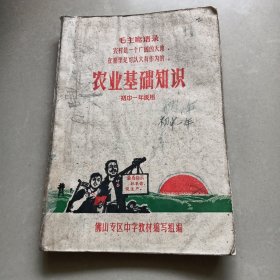 毛主席语录
农村是一个广阔的天地，
在那里是可以大有作为的。
农业基础知识
初中一年级用
佛山专区中学教材编写组编